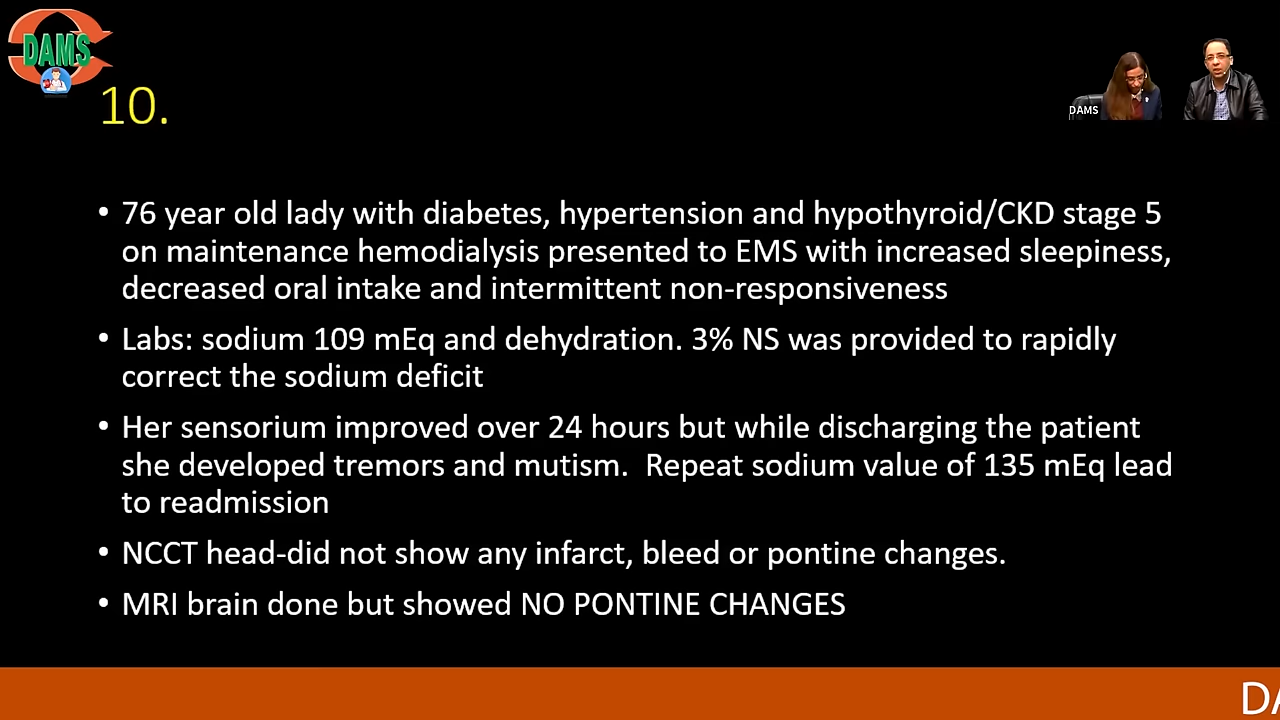 DAMS
10.
DAMS
• 76 year old lady with diabetes, hypertension and hypothyroid/CKD stage 5
on maintenance hemodialysis presented to EMS with increased sleepiness,
decreased oral intake and intermittent non-responsiveness
• Labs: sodium 109 mEq and dehydration. 3% NS was provided to rapidly
correct the sodium deficit
• Her sensorium improved over 24 hours but while discharging the patient
she developed tremors and mutism.  Repeat sodium value of 135 mEq lead
to readmission
• NCCT head-did not show any infarct, bleed or pontine changes.
• MRI brain done but showed NO PONTINE CHANGES
DA